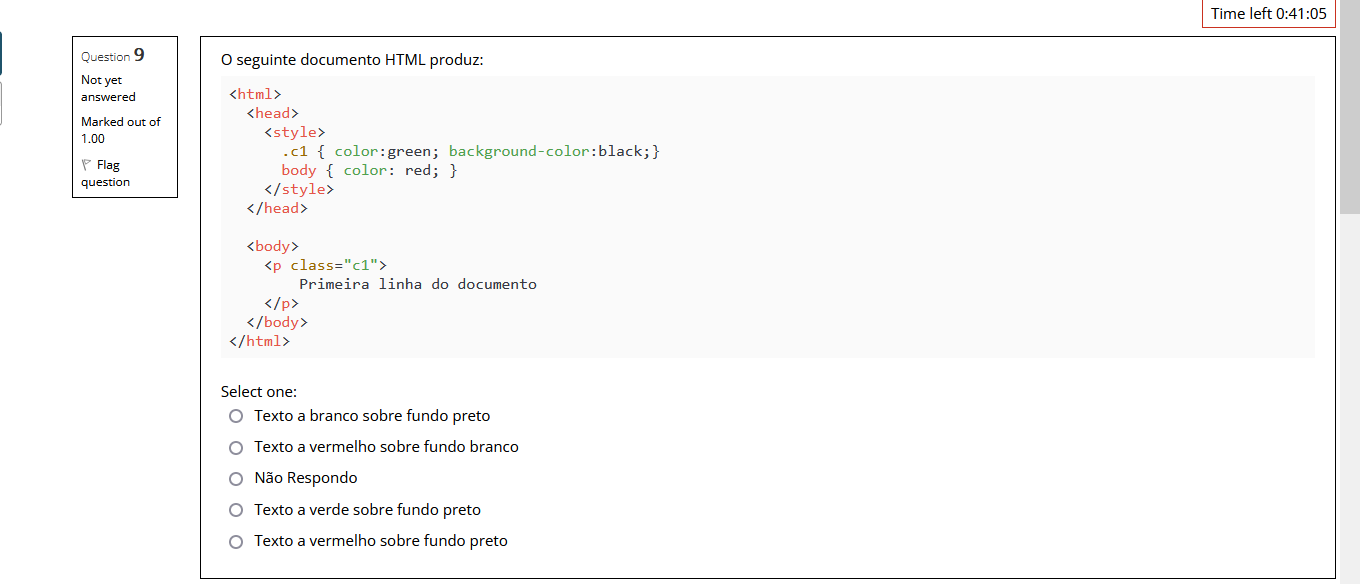 Time left 0:41:05
Question 9
Not yet
answered
Marked out of
1.00
Flag
question
O seguinte documento HTML produz:
<html>
  <head>
    <style>
      .c1 { color:green; background-color:black;}
      body { color: red; }
    </style>
  </head>

  <body>
    <p class="c1">
        Primeira linha do documento
    </p>
  </body>
</html>
Select one:
Texto a branco sobre fundo preto
Texto a vermelho sobre fundo branco
Não Respondo
Texto a verde sobre fundo preto
Texto a vermelho sobre fundo preto